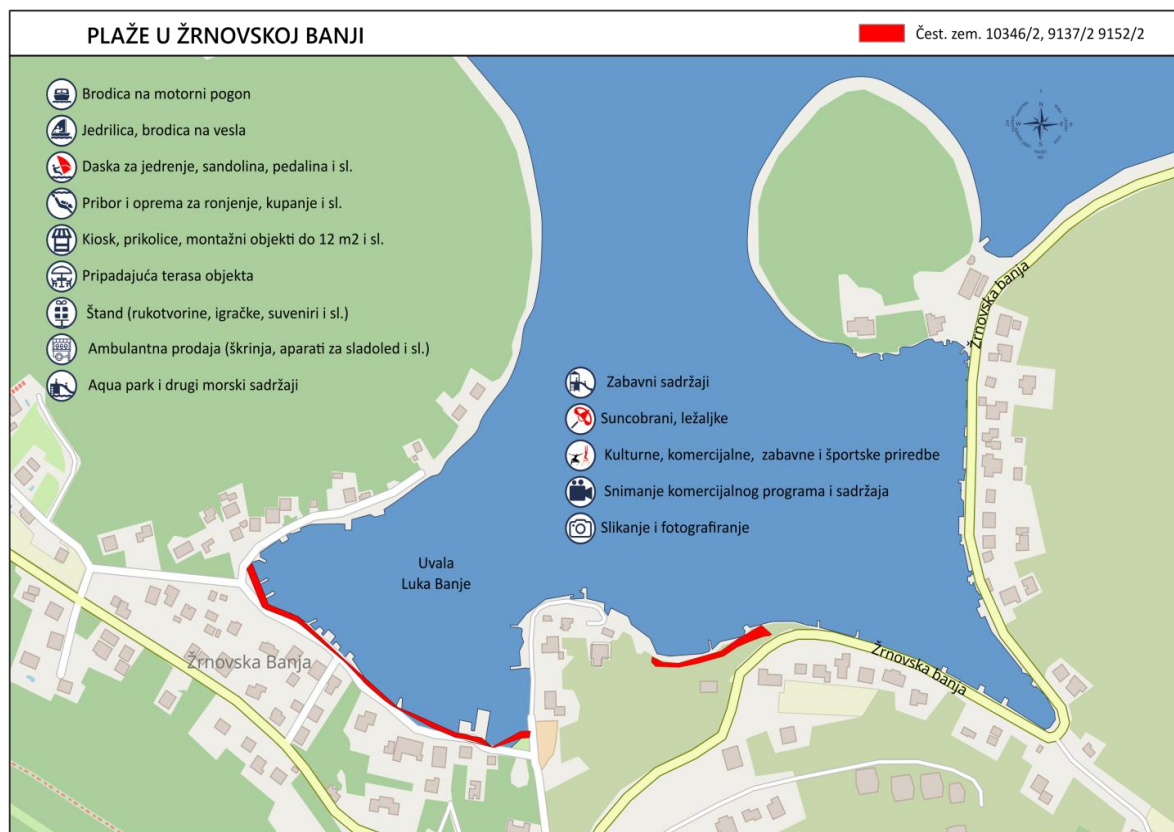 PLAŽE U ŽRNOVSKOJ BANJI
Čest. zem. 10346/2, 9137/2 9152/2
Brodica na motorni pogon
Jedrilica, brodica na vesla
Daska za jedrenje, sandolina, pedalina i sl.
Pribor i oprema za ronjenje, kupanje i sl.
Kiosk, prikolice, montažni objekti do 12 m2 i sl.
Pripadajuća terasa objekta
Štand (rukotvorine, igračke, suveniri i sl.)
Ambulantna prodaja (škrinja, aparati za sladoled i sl.)
Aqua park i drugi morski sadržaji
Zabavni sadržaji
Suncobrani, ležaljke
Kulturne, komercijalne, zabavne i športske priredbe
Snimanje komercijalnog programa i sadržaja
Slikanje i fotografiranje
N
W
E
S
Žrnovska banja
Uvala
Luka Banje
Žrnovska Banja
Žrnovska banja